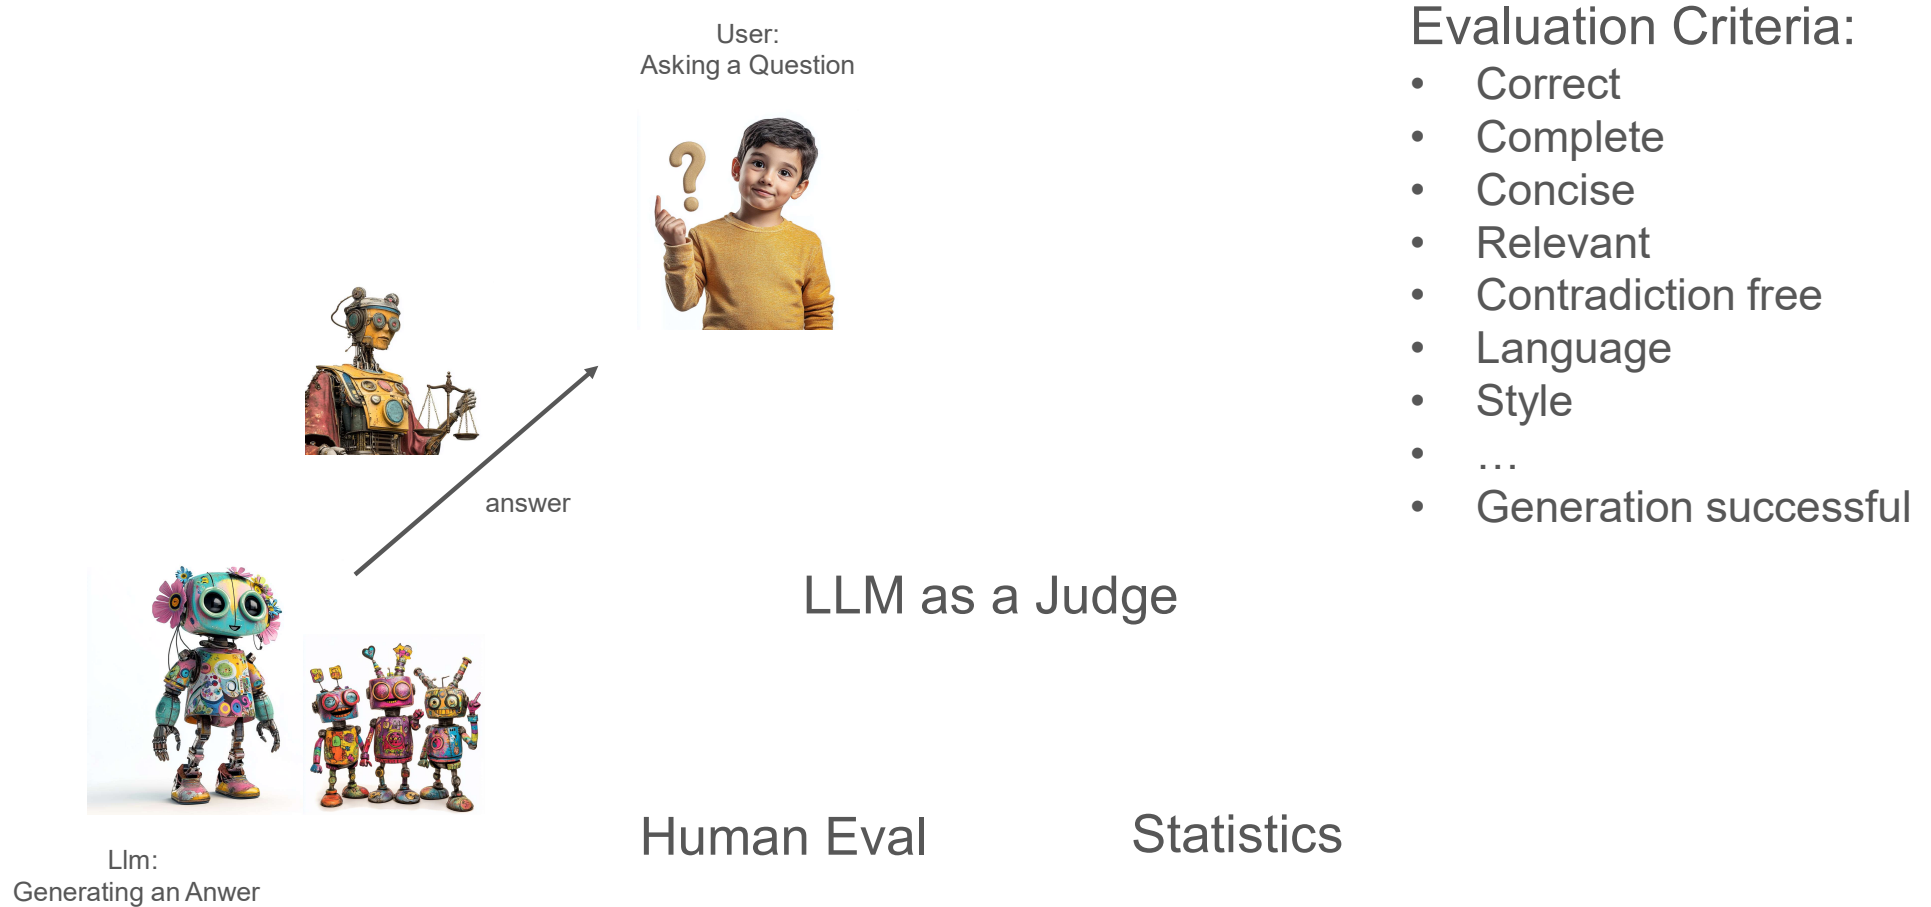 User:
Asking a Question
Evaluation Criteria:
• Correct
• Complete
• Concise
• Relevant
• Contradiction free
• Language
• Style
• …
• Generation successful
answer
LLM as a Judge
Human Eval
Statistics
Llm:
Generating an Anwer